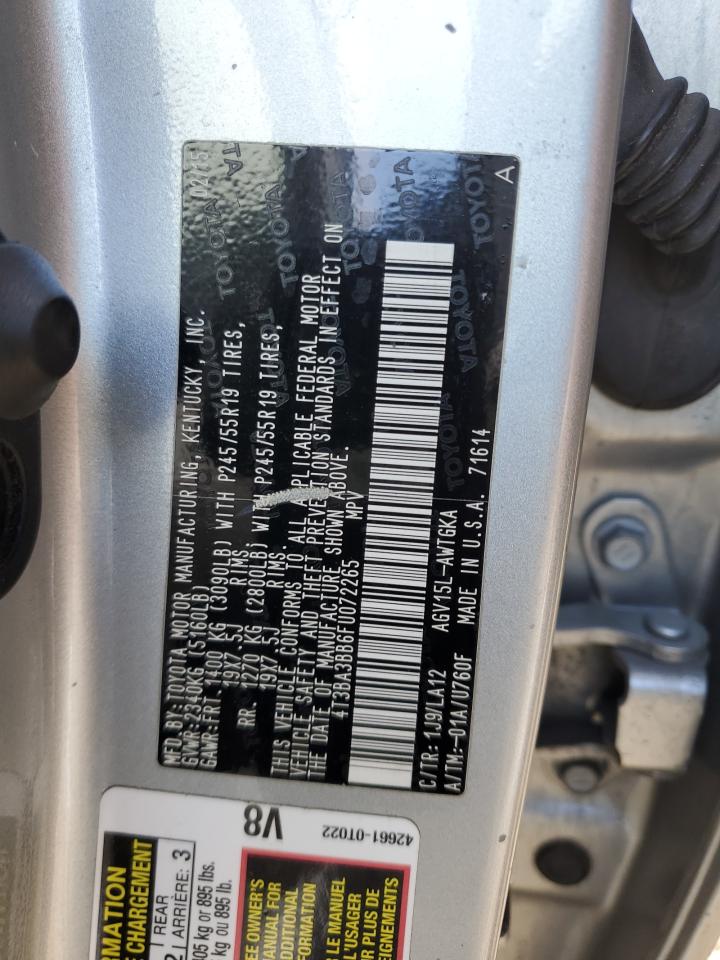 MFD BY: TOYOTA MOTOR MANUFACTURING, KENTUCKY, INC. 02/15
GVWR: 2340KG (5160LB)
GAWR: FRT. 1400 KG (3090LB) WITH P245/55R19 TIRES,
19X7.5J RIMS
RR. 1270 KG (2800LB) WITH P245/55R19 TIRES,
19X7.5J RIMS.
THIS VEHICLE CONFORMS TO ALL APPLICABLE FEDERAL MOTOR
VEHICLE SAFETY AND THEFT PREVENTION STANDARDS IN EFFECT ON
THE DATE OF MANUFACTURE SHOWN ABOVE.
4T3BA3BB6FU072265 MPV
C/TR: 1J9/LA12 AGV15L-AWTGKA
A/TM:-01A/U760F MADE IN U.S.A. 71614 A
TOYOTA
V8
42661-0T022
CHARGEMENT
REAR
ARRIÈRE: 3
kg or 895 lbs.
kg ou 895 lb.
SEE OWNER'S
MANUAL FOR
ADDITIONAL
INFORMATION
LE MANUEL
L'USAGER
PLUS DE